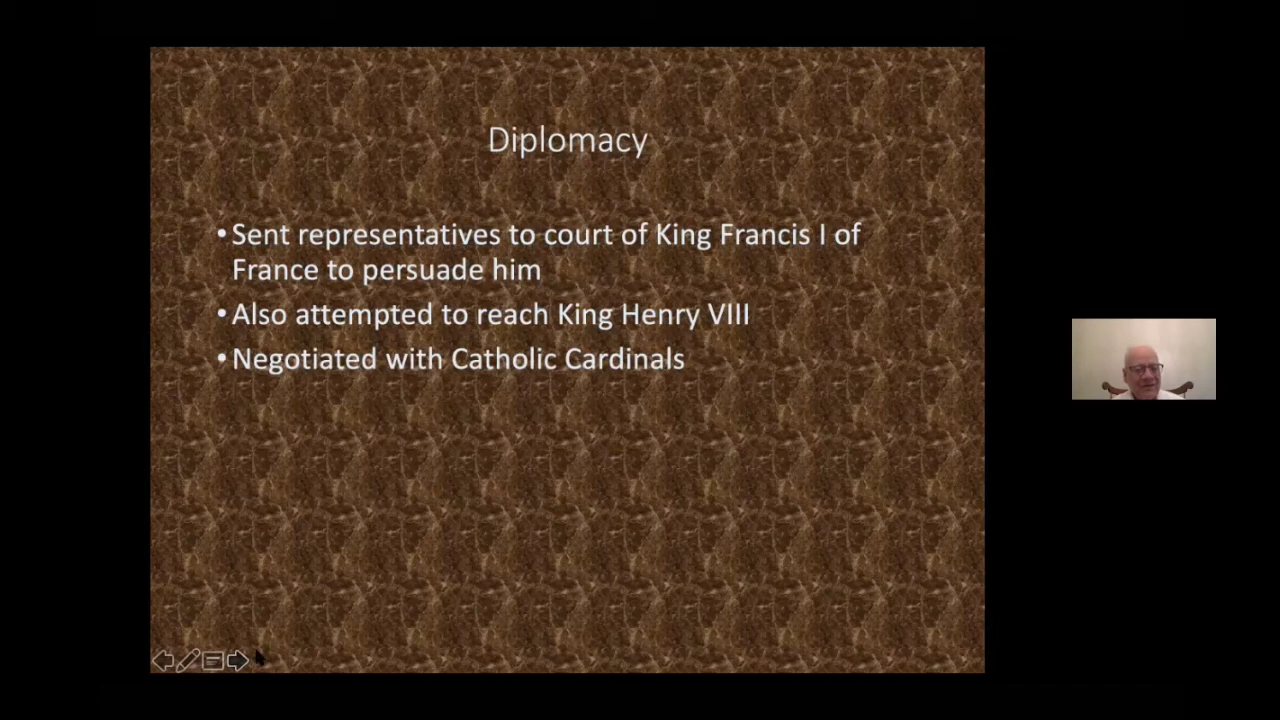 Diplomacy
• Sent representatives to court of King Francis I of
France to persuade him
• Also attempted to reach King Henry VIII
• Negotiated with Catholic Cardinals